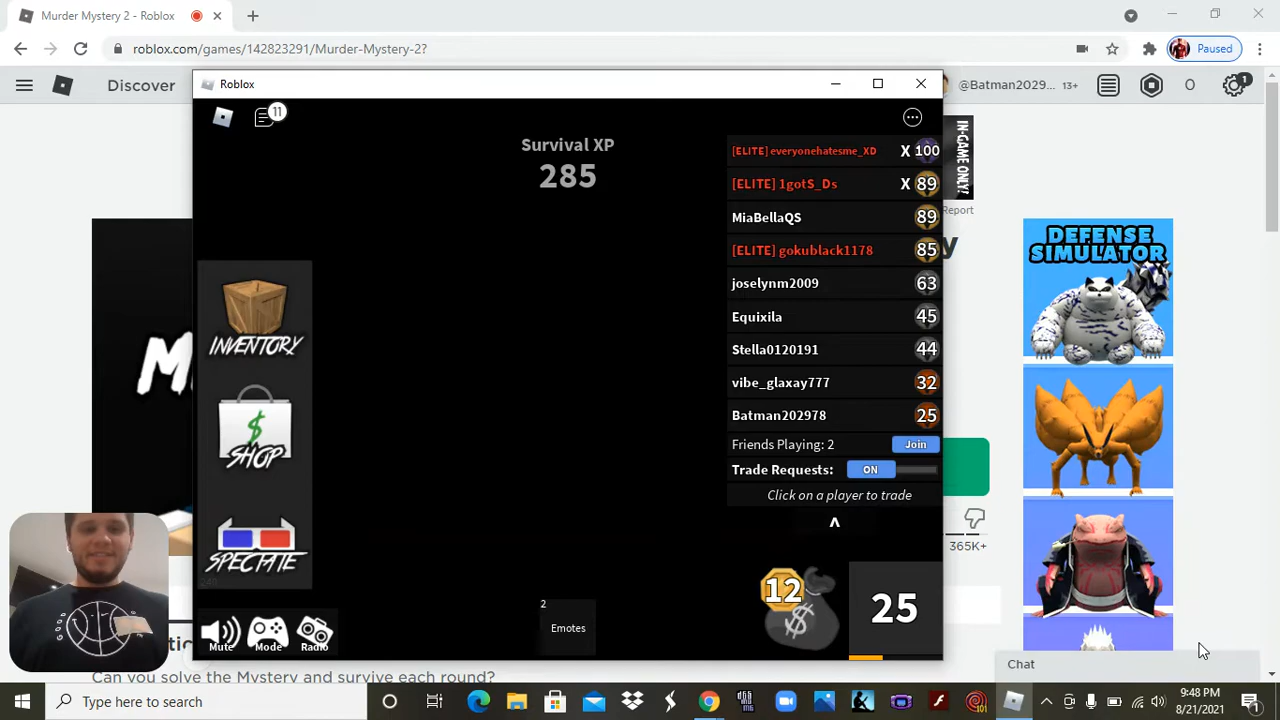 Murder Mystery 2 - Roblox
roblox.com/games/142823291/Murder-Mystery-2?
Paused
Discover
@Batman2029... 13+
0
1
Roblox
11
Survival XP
285
[ELITE] everyonehatesme_XD X 100
[ELITE] 1gotS_Ds X 89
MiaBellaQS 89
[ELITE] gokublack1178 85
joselynm2009 63
Equixila 45
Stella0120191 44
vibe_glaxay777 32
Batman202978 25
Friends Playing: 2 Join
Trade Requests: ON
Click on a player to trade
INVENTORY
SHOP
SPECTATE
Mute Mode Radio
2
Emotes
12
25
IN-GAME ONLY!
Report
y
DEFENSE
SIMULATOR
365K+
M
Can you solve the Mystery and survive each round?
Chat
Type here to search
9:48 PM
8/21/2021
1